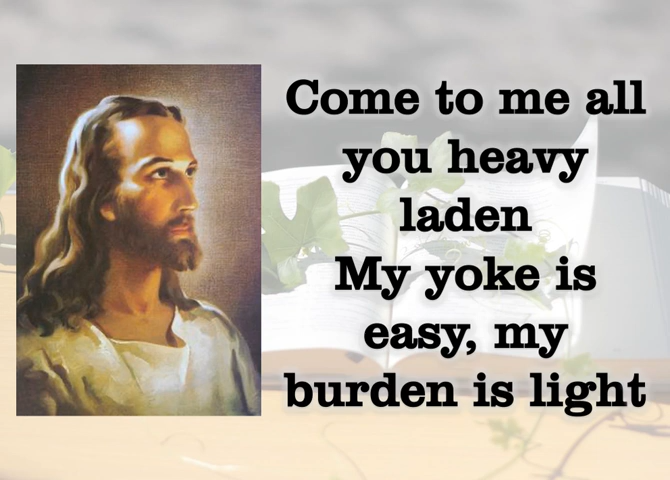 Come to me all
you heavy
laden
My yoke is
easy, my
burden is light